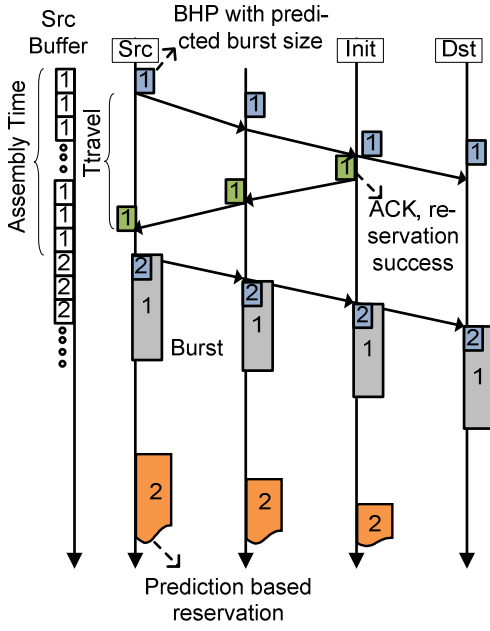 Src
Buffer
BHP with predi-
cted burst size
Src
Init
Dst
Assembly Time
Ttravel
1
1
1
1
1
1
2
2
2
1
1
1
1
1
1
1
ACK, re-
servation
success
2
1
2
1
2
1
2
1
Burst
2
2
2
Prediction based
reservation